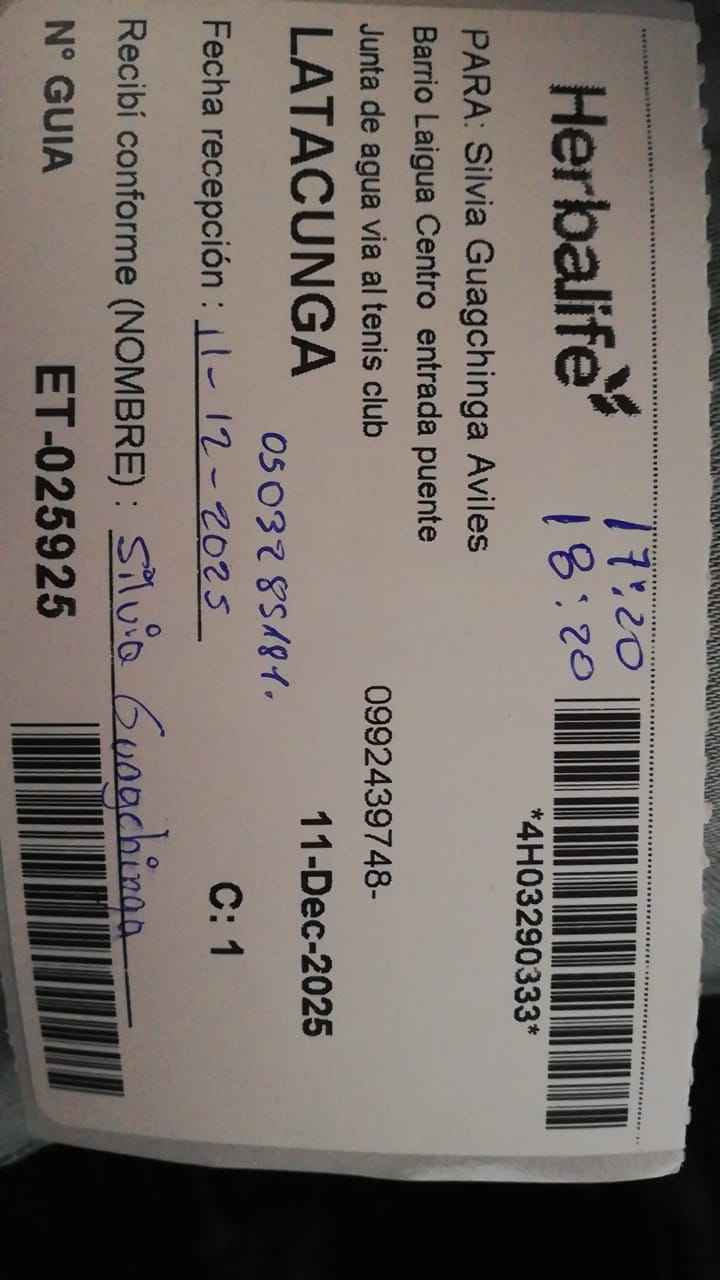 Herbalife
17:20
18:20
*4H03290333*
PARA: Silvia Guagchinga Aviles
Barrio Laigua Centro entrada puente
Junta de agua via al tenis club
0992439748-
LATACUNGA
11-Dec-2025
0503285181.
Fecha recepción : 11-12-2025
C: 1
Recibí conforme (NOMBRE) : Silvia Guagchinga
N° GUIA
ET-025925